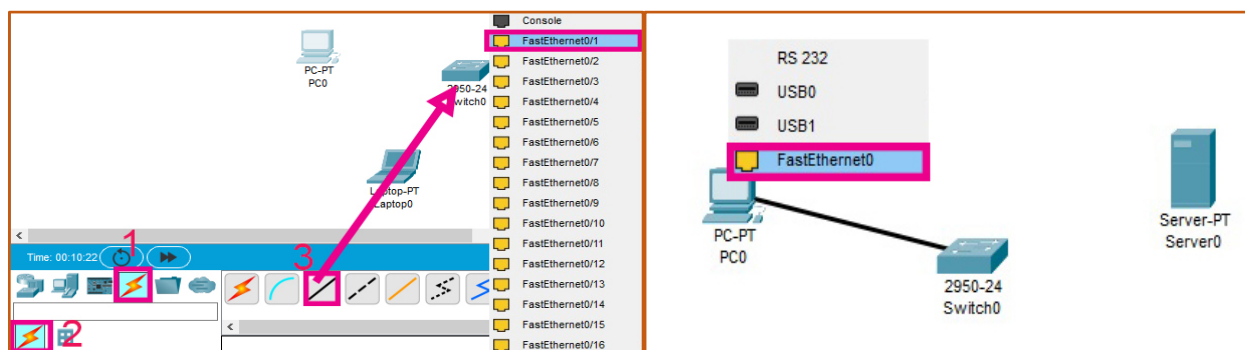 Console
FastEthernet0/1
FastEthernet0/2
FastEthernet0/3
FastEthernet0/4
FastEthernet0/5
FastEthernet0/6
FastEthernet0/7
FastEthernet0/8
FastEthernet0/9
FastEthernet0/10
FastEthernet0/11
FastEthernet0/12
FastEthernet0/13
FastEthernet0/14
FastEthernet0/15
FastEthernet0/16
PC-PT
PC0
2950-24
Switch0
Laptop-PT
Laptop0
<
1
Time: 00:10:22
3
2
<
RS 232
USB0
USB1
FastEthernet0
PC-PT
PC0
2950-24
Switch0
Server-PT
Server0